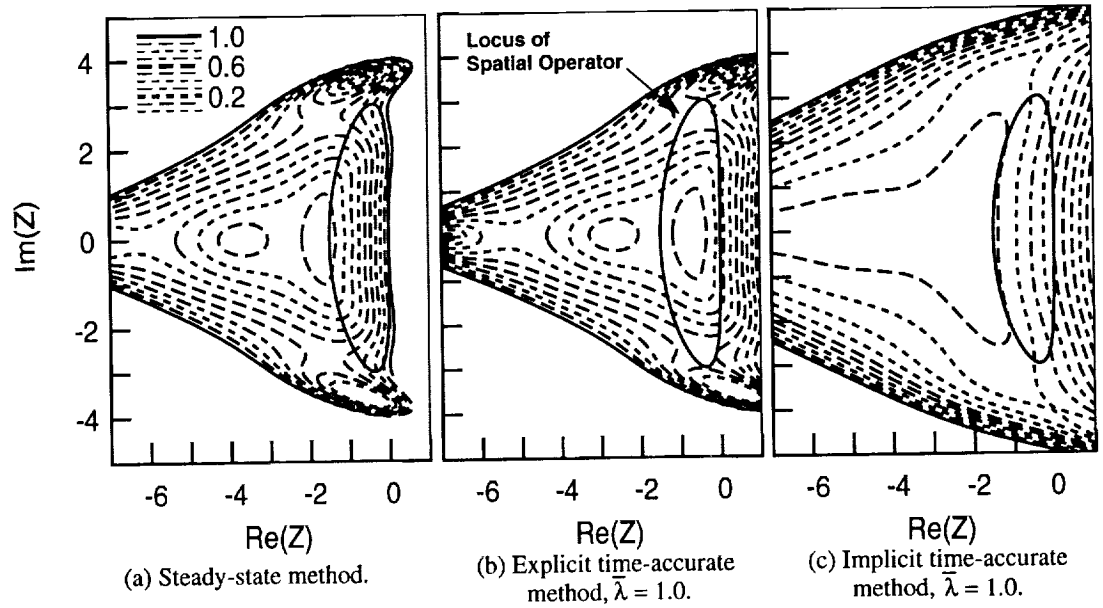 1.0
0.6
0.2
Locus of
Spatial Operator
Im(Z)
4
2
0
-2
-4
-6 -4 -2 0
-6 -4 -2 0
-6 -4 -2 0
Re(Z)
Re(Z)
Re(Z)
(a) Steady-state method.
(b) Explicit time-accurate
method, λ̄ = 1.0.
(c) Implicit time-accurate
method, λ̄ = 1.0.